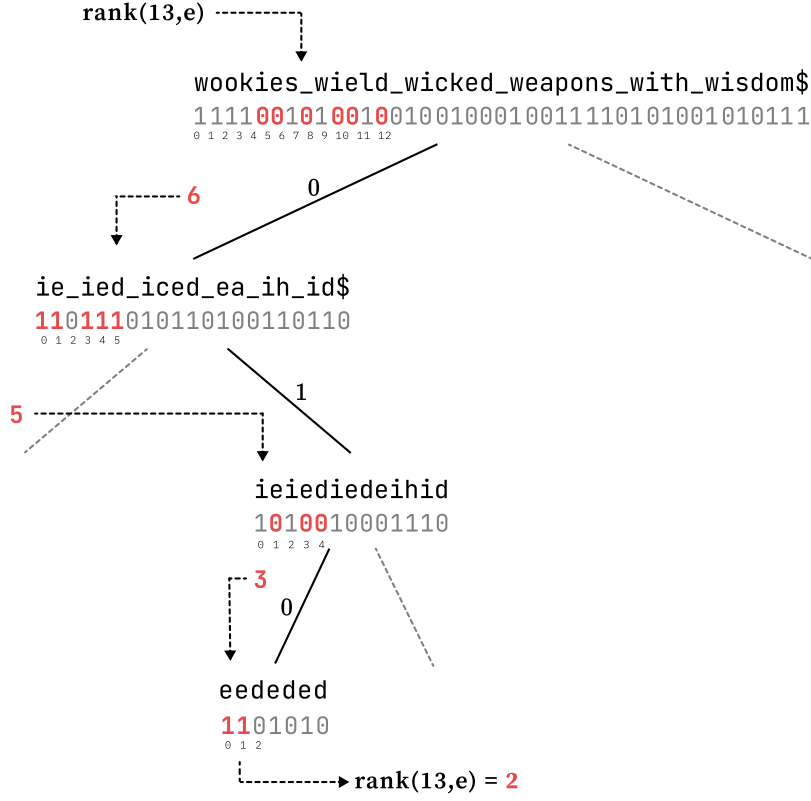 rank(13,e)
wookies_wield_wicked_weapons_with_wisdom$
11110010100100100100010011110101001010111
0 1 2 3 4 5 6 7 8 9 10 11 12
0
6
ie_ied_iced_ea_ih_id$
110111010110100110110
0 1 2 3 4 5
1
5
ieiediedeihid
1010010001110
0 1 2 3 4
3
0
eededed
1101010
0 1 2
rank(13,e) = 2